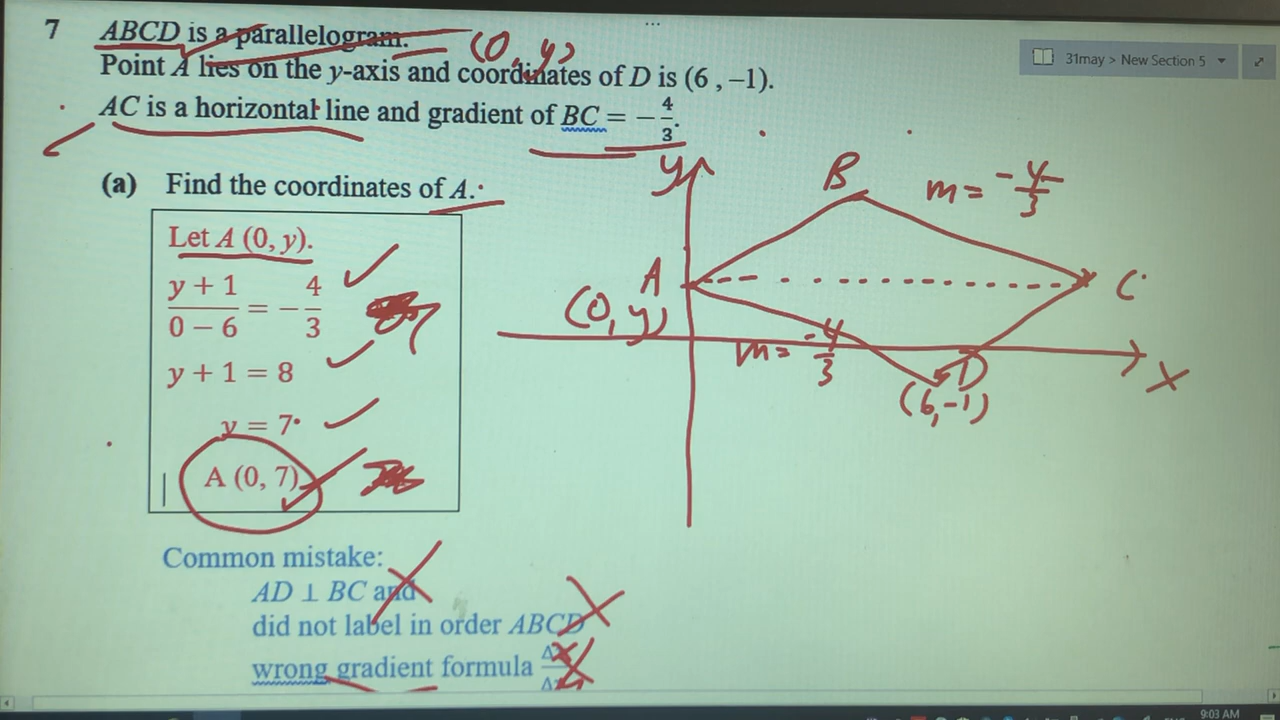 ...
31may > New Section 5
7 ABCD is a parallelogram.
(0, y)
Point A lies on the y-axis and coordinates of D is (6 , –1).
AC is a horizontal line and gradient of BC = −4/3.
(a) Find the coordinates of A.
Let A (0, y).
y + 1 / 0 − 6 = − 4/3
y + 1 = 8
y = 7
A (0, 7)
Common mistake:
AD ⊥ BC and
did not label in order ABCD
wrong gradient formula
y
B
m = -4/3
A
C
(0, y)
m = -4/3
D
x
(6, -1)
9:03 AM